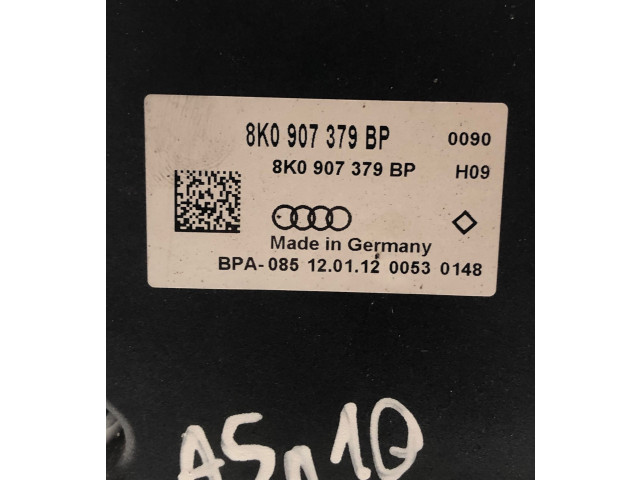 8K0 907 379 BP 0090
8K0 907 379 BP H09
Made in Germany
BPA-085 12.01.12 0053 0148